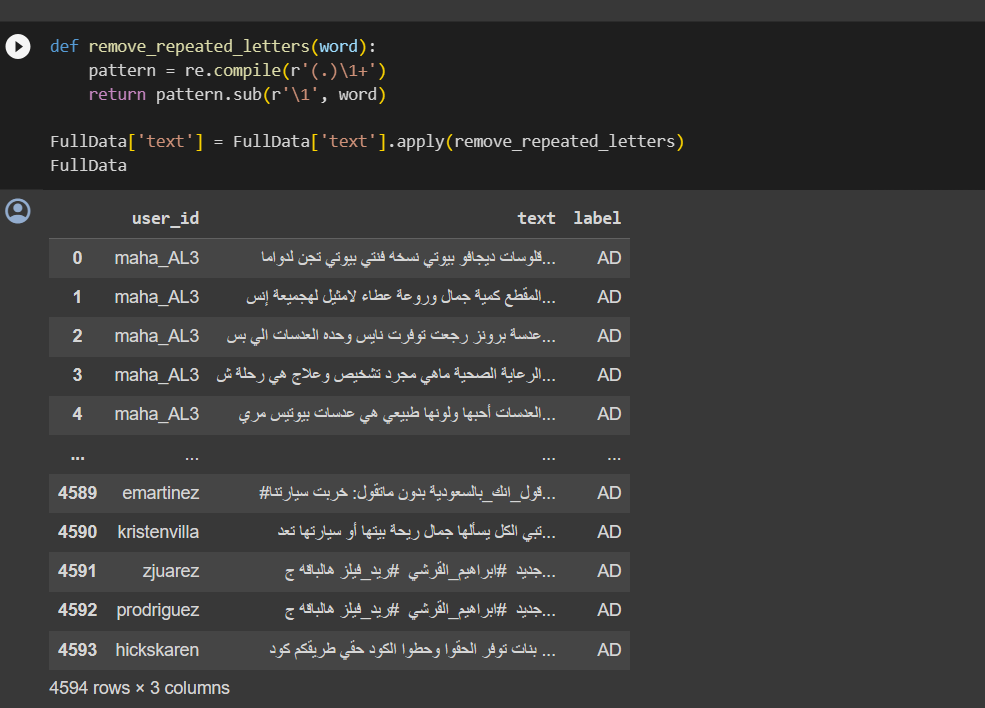 def remove_repeated_letters(word):
    pattern = re.compile(r'(.)\1+')
    return pattern.sub(r'\1', word)
FullData['text'] = FullData['text'].apply(remove_repeated_letters)
FullData
user_id text label
0 maha_AL3 قلوسات ديجافو بيوتي نسخه فنتي بيوتي تجن لدواما... AD
1 maha_AL3 المقطع كمية جمال وروعة عطاء لامثيل لهجميعة إنس... AD
2 maha_AL3 عدسة برونز رجعت توفرت نايس وحده العدسات الي بس... AD
3 maha_AL3 الرعاية الصحية ماهي مجرد تشخيص وعلاج هي رحلة ش... AD
4 maha_AL3 العدسات أحبها ولونها طبيعي هي عدسات بيوتيس مري... AD
... ... ... ...
4589 emartinez #قول_انك_بالسعودية بدون ماتقول: خربت سيارتنا... AD
4590 kristenvilla تبي الكل يسألها جمال ريحة بيتها أو سيارتها تعد... AD
4591 zjuarez جديد #ابراهيم_القرشي #ريد_فيلز هالباقه ج... AD
4592 prodriguez جديد #ابراهيم_القرشي #ريد_فيلز هالباقه ج... AD
4593 hickskaren بنات توفر الحقوا وحطوا الكود حقي طريقكم كود ... AD
4594 rows × 3 columns